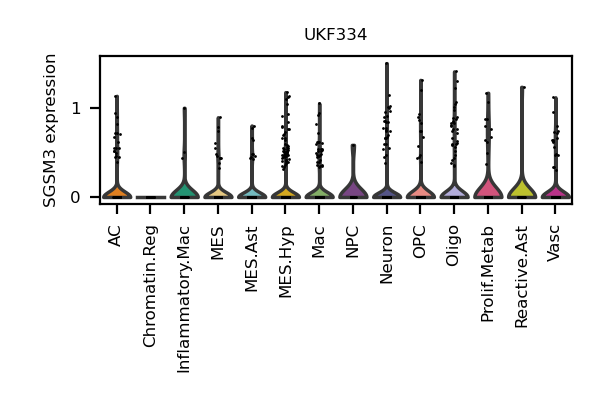 UKF334
SGSM3 expression
1
0
AC
Chromatin.Reg
Inflammatory.Mac
MES
MES.Ast
MES.Hyp
Mac
NPC
Neuron
OPC
Oligo
Prolif.Metab
Reactive.Ast
Vasc